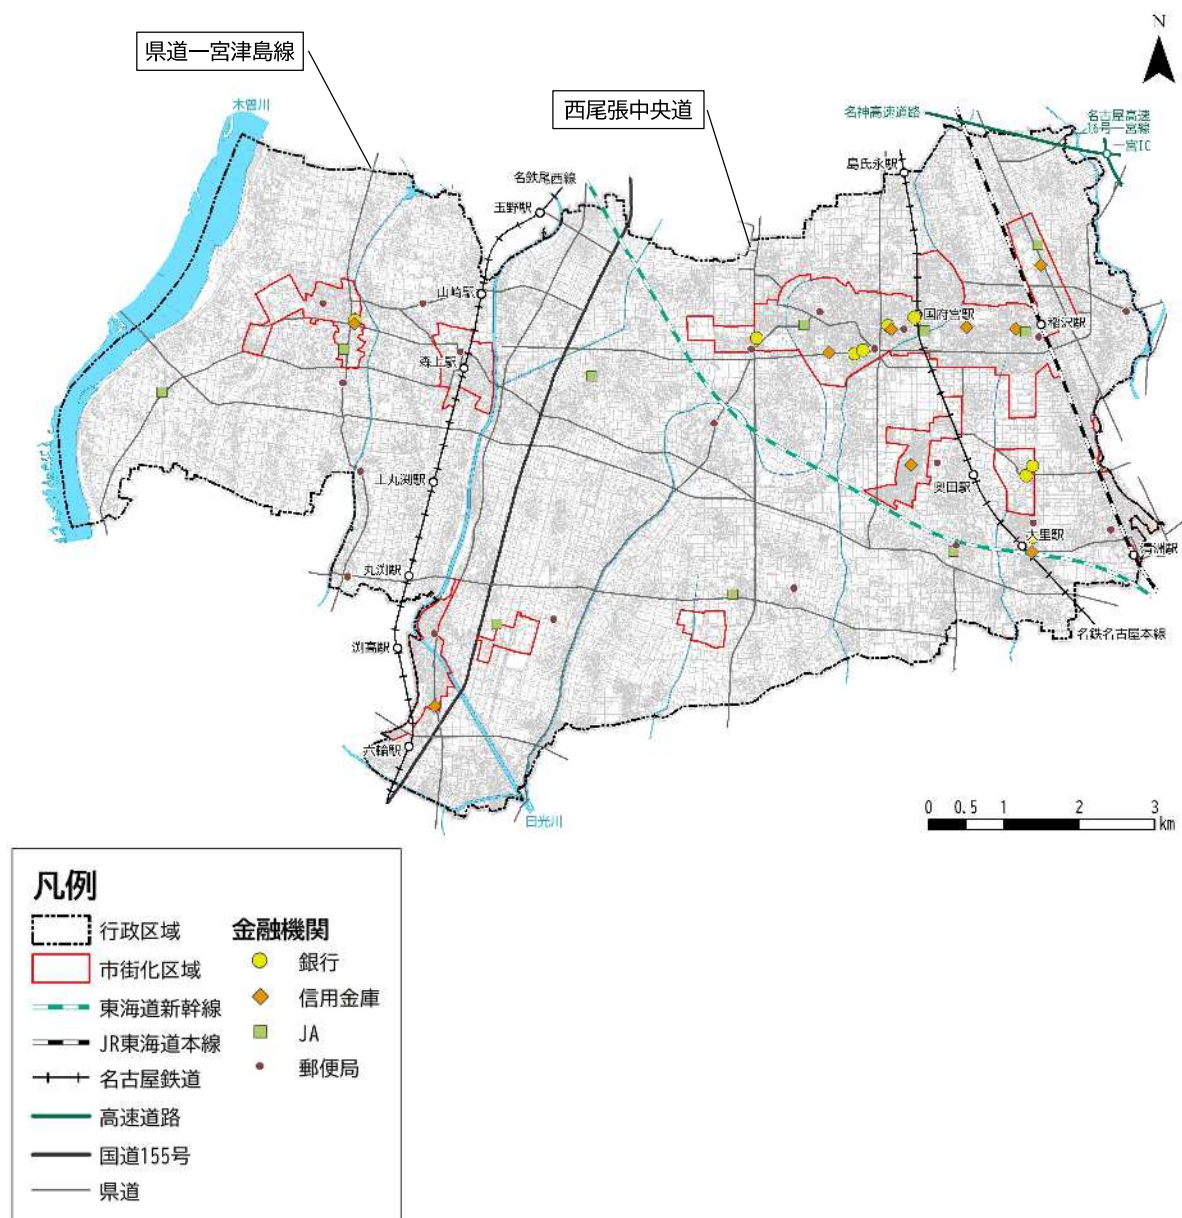 N
県道一宮津島線
西尾張中央道
木曽川
名神高速道路
名古屋高速
16号一宮線
一宮IC
島氏永駅
名鉄尾西線
玉野駅
山崎駅
国府宮駅
稲沢駅
森上駅
上丸渕駅
奥田駅
大里駅
清洲駅
丸渕駅
渕高駅
名鉄名古屋本線
六輪駅
日光川
0 0.5 1 2 3
km
凡例
行政区域
市街化区域
東海道新幹線
JR東海道本線
名古屋鉄道
高速道路
国道155号
県道
金融機関
銀行
信用金庫
JA
郵便局